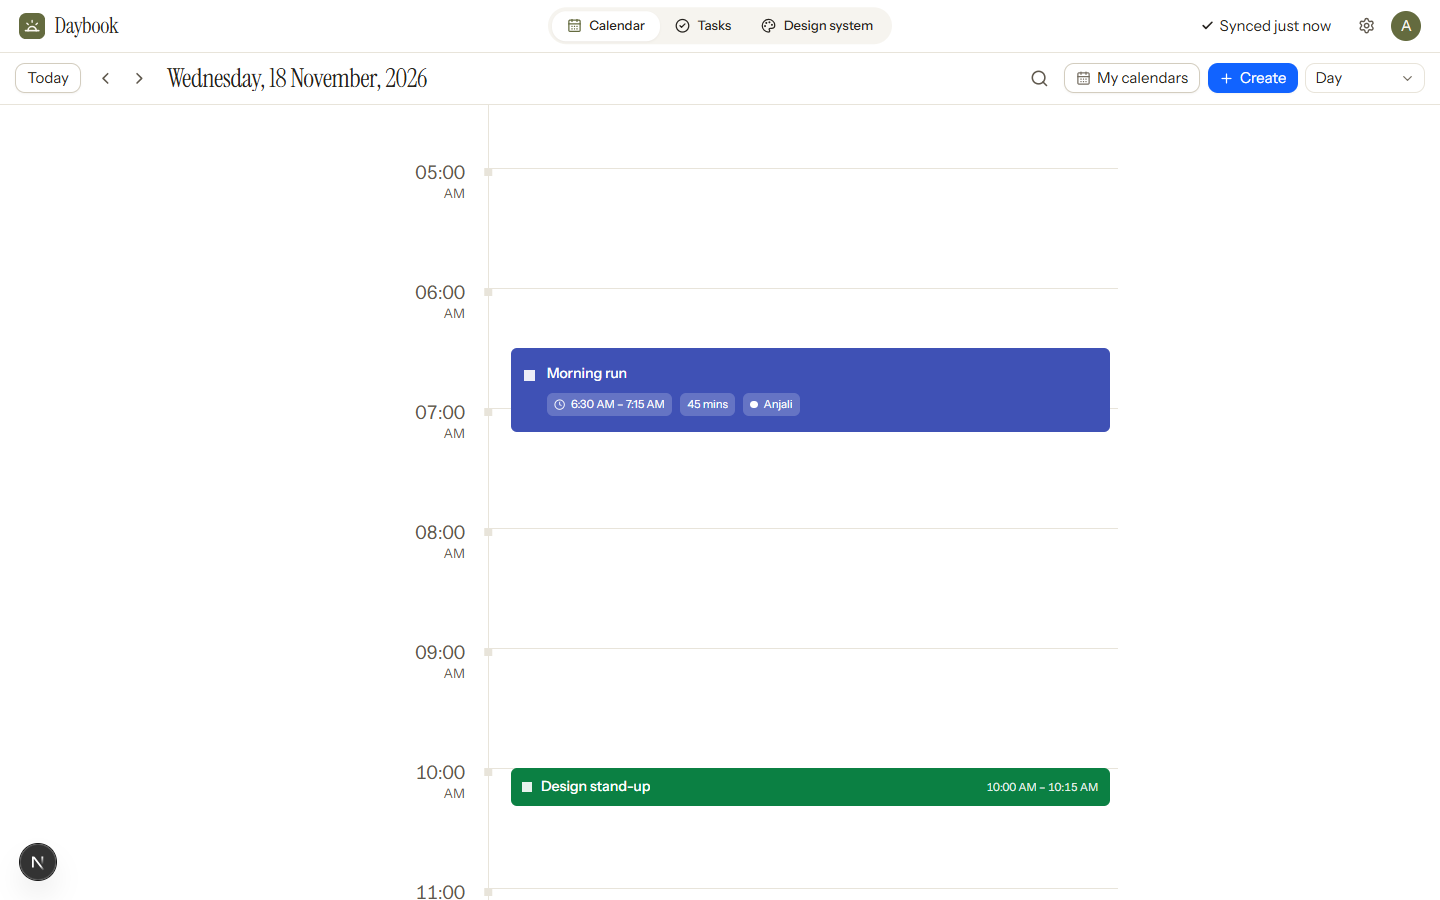 Daybook
Calendar
Tasks
Design system
Synced just now
A
Today
Wednesday, 18 November, 2026
My calendars
+ Create
Day
05:00
AM
06:00
AM
Morning run
6:30 AM – 7:15 AM
45 mins
Anjali
07:00
AM
08:00
AM
09:00
AM
10:00
AM
Design stand-up
10:00 AM – 10:15 AM
N
11:00